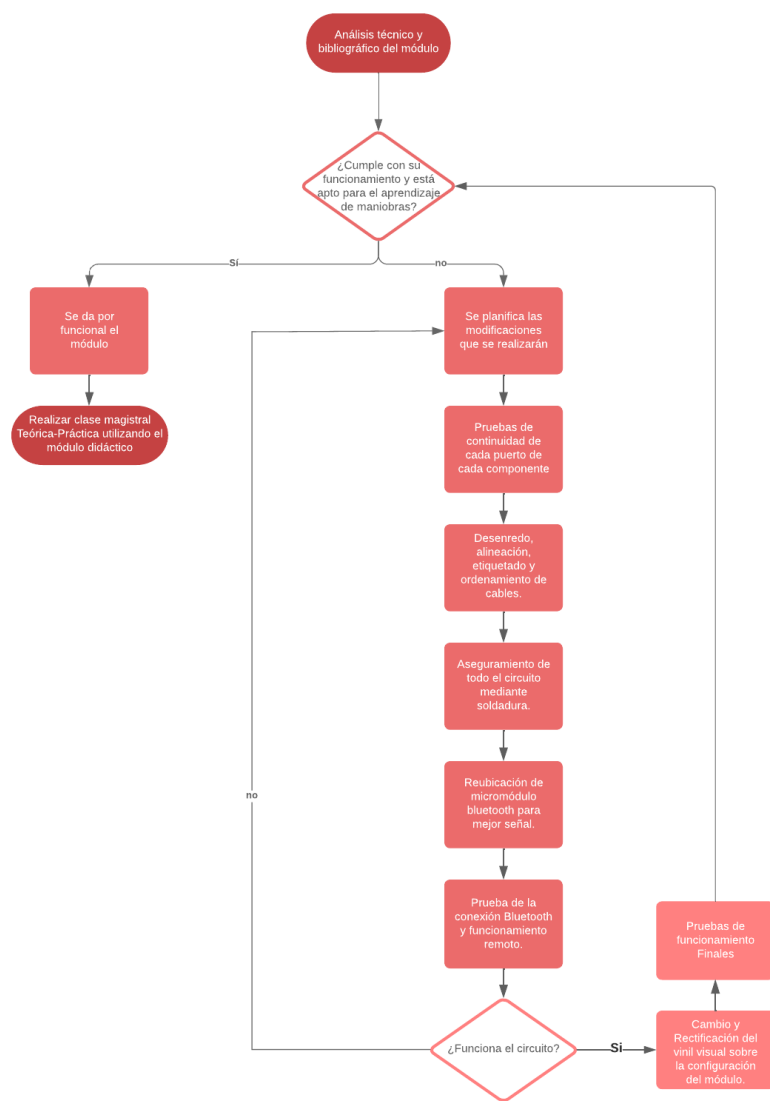 Análisis técnico y
bibliográfico del módulo
¿Cumple con su
funcionamiento y está
apto para el aprendizaje
de maniobras?
Sí
no
Se da por
funcional el
módulo
Se planifica las
modificaciones
que se realizarán
Realizar clase magistral
Teórica-Práctica utilizando el
módulo didáctico
Pruebas de
continuidad de
cada puerto de
cada componente
Desenredo,
alineación,
etiquetado y
ordenamiento de
cables.
Aseguramiento de
todo el circuito
mediante
soldadura.
no
Reubicación de
micromódulo
bluetooth para
mejor señal.
Prueba de la
conexión Bluetooth
y funcionamiento
remoto.
Pruebas de
funcionamiento
Finales
¿Funciona el circuito?
Si
Cambio y
Rectificación del
vinil visual sobre
la configuración
del módulo.